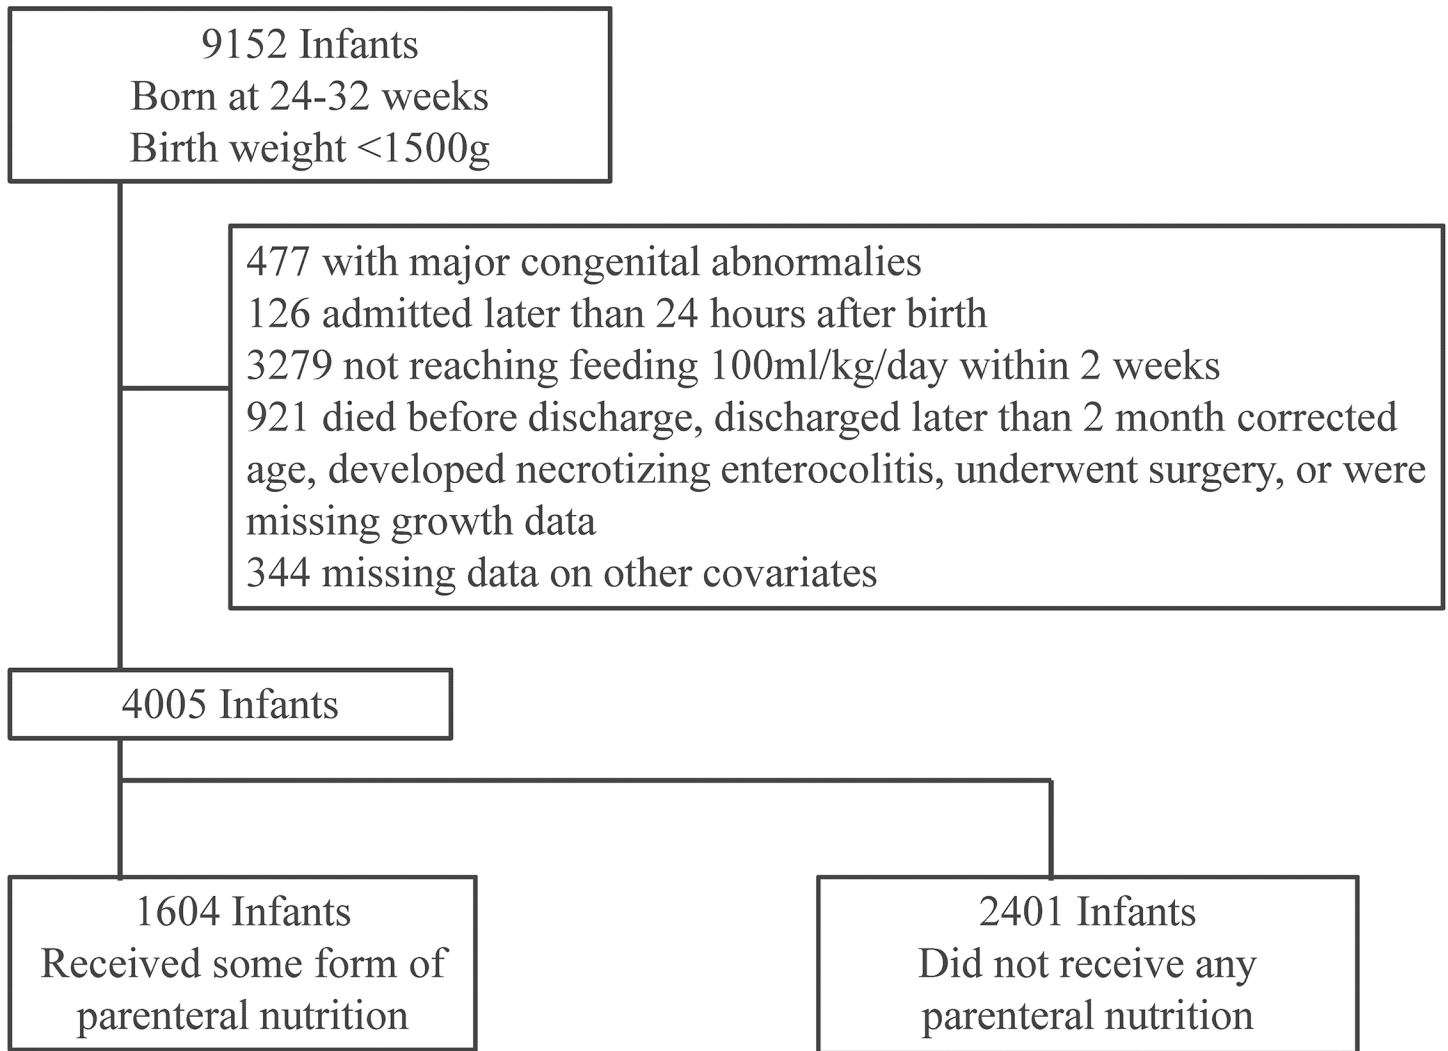 9152 Infants
Born at 24-32 weeks
Birth weight <1500g
477 with major congenital abnormalies
126 admitted later than 24 hours after birth
3279 not reaching feeding 100ml/kg/day within 2 weeks
921 died before discharge, discharged later than 2 month corrected
age, developed necrotizing enterocolitis, underwent surgery, or were
missing growth data
344 missing data on other covariates
4005 Infants
1604 Infants
Received some form of
parenteral nutrition
2401 Infants
Did not receive any
parenteral nutrition